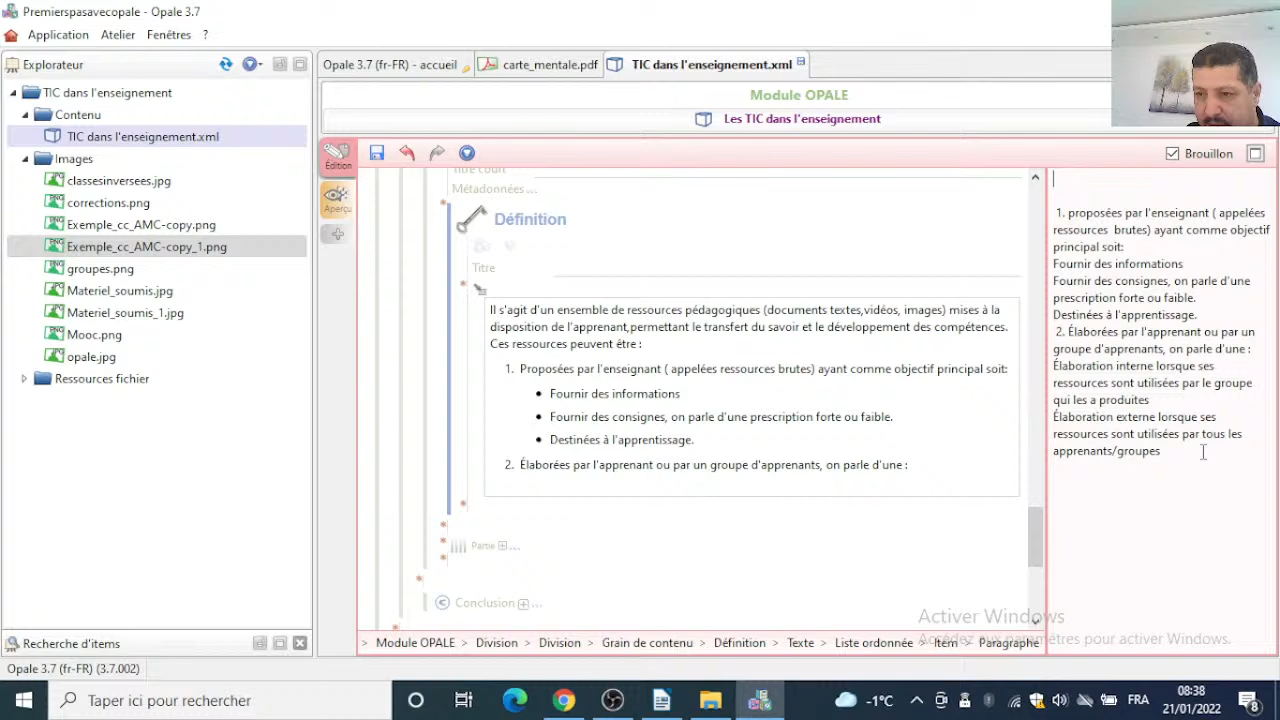 Premierspasavecopale - Opale 3.7
Application Atelier Fenêtres ?
Explorateur
Opale 3.7 (fr-FR) - accueil
carte_mentale.pdf
TIC dans l'enseignement.xml
TIC dans l'enseignement
Contenu
TIC dans l'enseignement.xml
Images
classesinversees.jpg
corrections.png
Exemple_cc_AMC-copy.png
Exemple_cc_AMC-copy_1.png
groupes.png
Materiel_soumis.jpg
Materiel_soumis_1.jpg
Mooc.png
opale.jpg
Ressources fichier
Recherche d'items
Module OPALE
Les TIC dans l'enseignement
Édition
Aperçu
Brouillon
Titre court
Métadonnées ...
Définition
Titre
Il s'agit d'un ensemble de ressources pédagogiques (documents textes,vidéos, images) mises à la
disposition de l'apprenant,permettant le transfert du savoir et le développement des compétences.
Ces ressources peuvent être :
1. Proposées par l'enseignant ( appelées ressources brutes) ayant comme objectif principal soit:
• Fournir des informations
• Fournir des consignes, on parle d'une prescription forte ou faible.
• Destinées à l'apprentissage.
2. Élaborées par l'apprenant ou par un groupe d'apprenants, on parle d'une :
Partie ...
Conclusion ...
1. proposées par l'enseignant ( appelées
ressources brutes) ayant comme objectif
principal soit:
Fournir des informations
Fournir des consignes, on parle d'une
prescription forte ou faible.
Destinées à l'apprentissage.
2. Élaborées par l'apprenant ou par un
groupe d'apprenants, on parle d'une :
Élaboration interne lorsque ses
ressources sont utilisées par le groupe
qui les a produites
Élaboration externe lorsque ses
ressources sont utilisées par tous les
apprenants/groupes
Activer Windows
Accédez aux paramètres pour activer Windows.
> Module OPALE > Division > Division > Grain de contenu > Définition > Texte > Liste ordonnée > Item > Paragraphe
Opale 3.7 (fr-FR) (3.7.002)
Taper ici pour rechercher
-1°C
FRA
08:38
21/01/2022
8